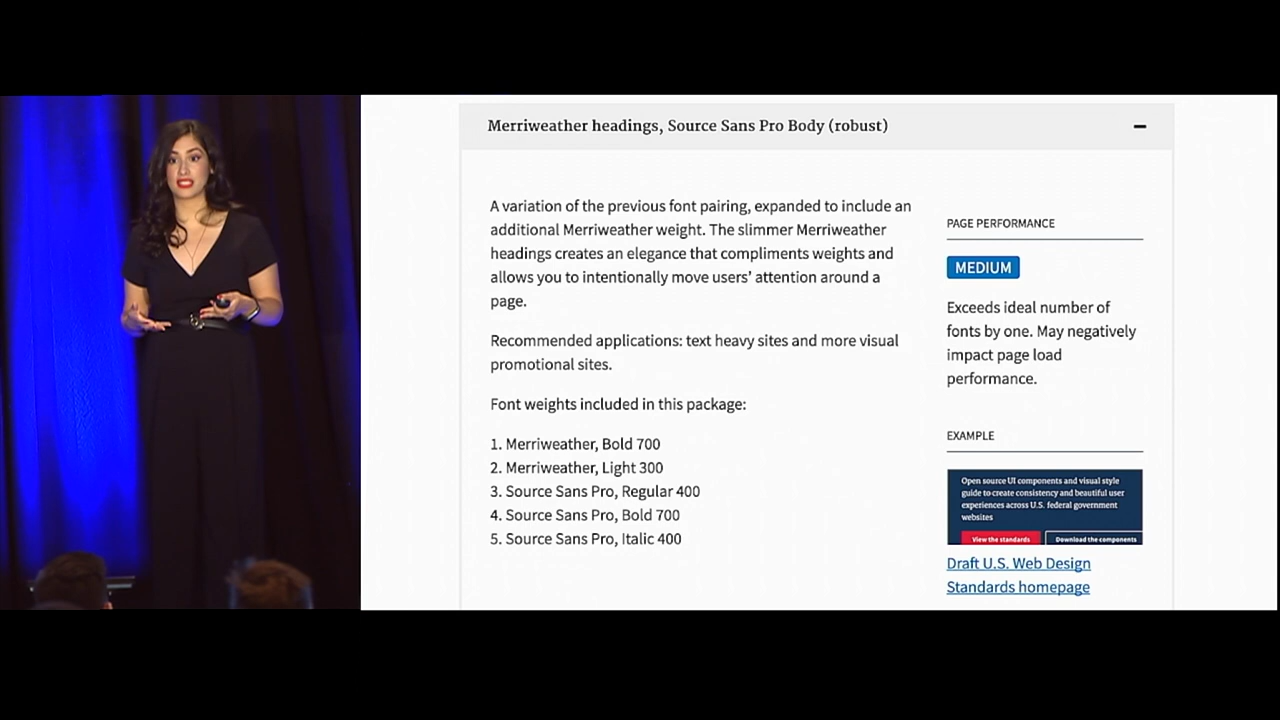 Merriweather headings, Source Sans Pro Body (robust)
A variation of the previous font pairing, expanded to include an
additional Merriweather weight. The slimmer Merriweather
headings creates an elegance that compliments weights and
allows you to intentionally move users’ attention around a
page.
Recommended applications: text heavy sites and more visual
promotional sites.
Font weights included in this package:
1. Merriweather, Bold 700
2. Merriweather, Light 300
3. Source Sans Pro, Regular 400
4. Source Sans Pro, Bold 700
5. Source Sans Pro, Italic 400
PAGE PERFORMANCE
MEDIUM
Exceeds ideal number of
fonts by one. May negatively
impact page load
performance.
EXAMPLE
Open source UI components and visual style
guide to create consistency and beautiful user
experiences across U.S. federal government
websites
View the standards
Download the components
Draft U.S. Web Design
Standards homepage